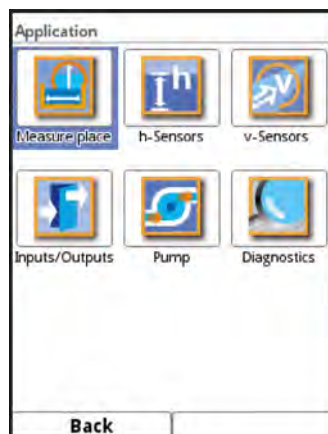 Application
h
v
Measure place h-Sensors v-Sensors
Inputs/Outputs Pump Diagnostics
Back